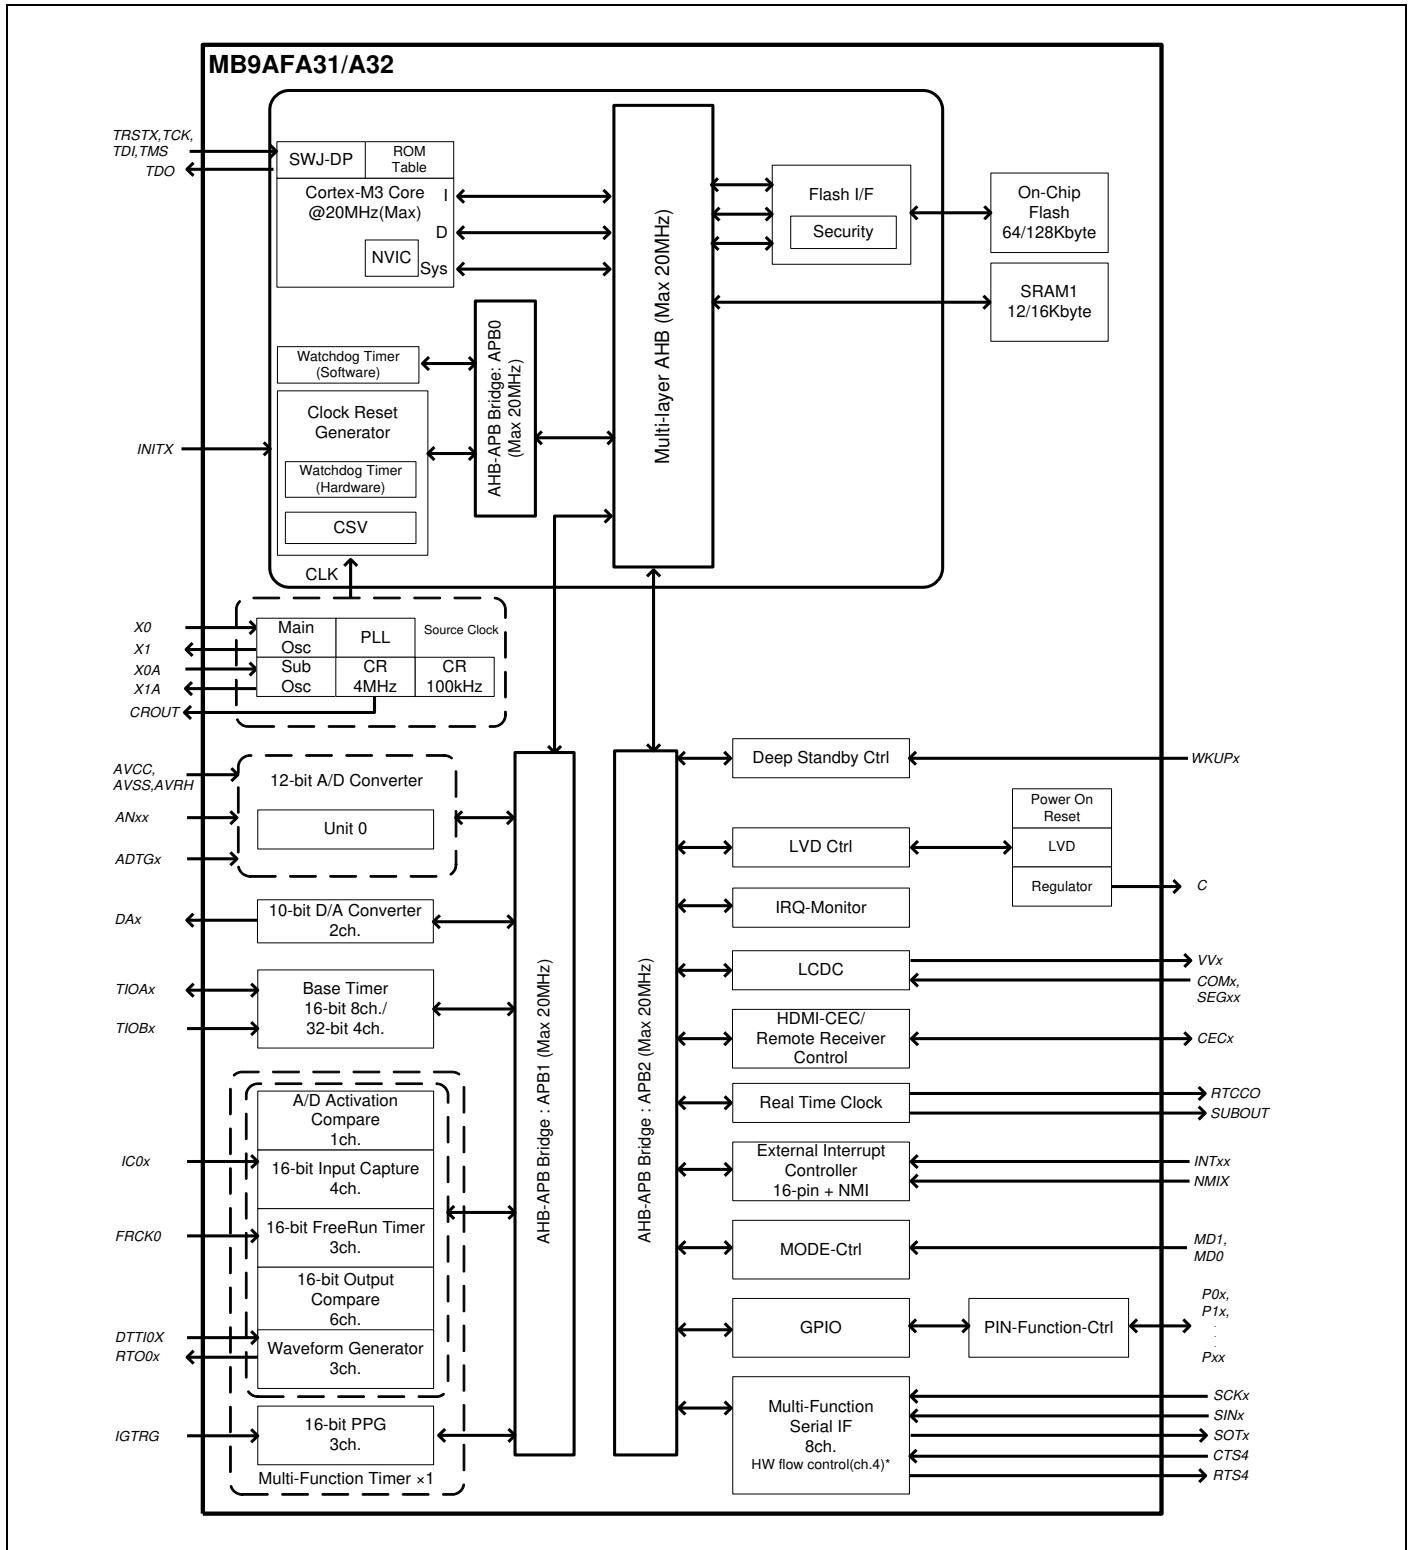 MB9AFA31/A32
TRSTX,TCK,
TDI,TMS
TDO
SWJ-DP
ROM
Table
Cortex-M3 Core
@20MHz(Max)
I
D
NVIC
Sys
Multi-layer AHB (Max 20MHz)
Flash I/F
Security
On-Chip
Flash
64/128Kbyte
SRAM1
12/16Kbyte
Watchdog Timer
(Software)
AHB-APB Bridge: APB0
(Max 20MHz)
INITX
Clock Reset
Generator
Watchdog Timer
(Hardware)
CSV
CLK
X0
X1
X0A
X1A
CROUT
Main
Osc
PLL
Source Clock
Sub
Osc
CR
4MHz
CR
100kHz
AVCC,
AVSS,AVRH
ANxx
ADTGx
12-bit A/D Converter
Unit 0
DAx
10-bit D/A Converter
2ch.
TIOAx
TIOBx
Base Timer
16-bit 8ch./
32-bit 4ch.
IC0x
FRCK0
DTTI0X
RTO0x
IGTRG
A/D Activation
Compare
1ch.
16-bit Input Capture
4ch.
16-bit FreeRun Timer
3ch.
16-bit Output
Compare
6ch.
Waveform Generator
3ch.
16-bit PPG
3ch.
Multi-Function Timer ×1
AHB-APB Bridge : APB1 (Max 20MHz)
AHB-APB Bridge : APB2 (Max 20MHz)
Deep Standby Ctrl
WKUPx
LVD Ctrl
Power On
Reset
LVD
Regulator
C
IRQ-Monitor
LCDC
VVx
COMx,
SEGxx
HDMI-CEC/
Remote Receiver
Control
CECx
Real Time Clock
RTCCO
SUBOUT
External Interrupt
Controller
16-pin + NMI
INTxx
NMIX
MODE-Ctrl
MD1,
MD0
GPIO
PIN-Function-Ctrl
P0x,
P1x,
.
.
Pxx
Multi-Function
Serial IF
8ch.
HW flow control(ch.4)*
SCKx
SINx
SOTx
CTS4
RTS4